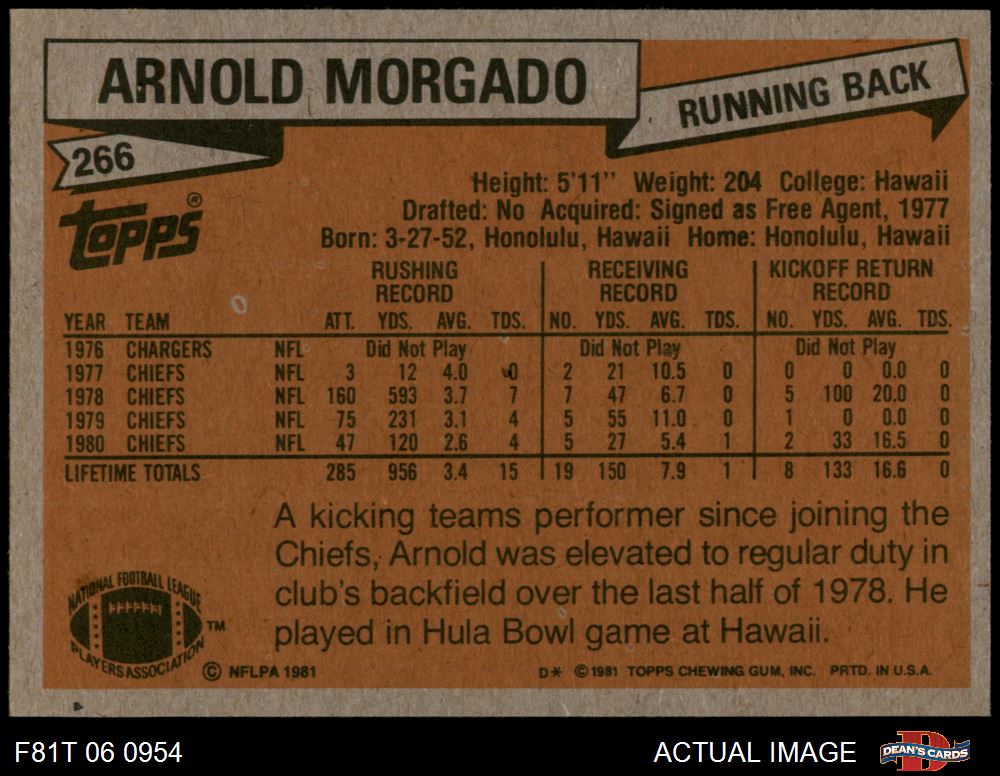 ARNOLD MORGADO
RUNNING BACK
266
Topps®
Height: 5'11" Weight: 204 College: Hawaii
Drafted: No Acquired: Signed as Free Agent, 1977
Born: 3-27-52, Honolulu, Hawaii Home: Honolulu, Hawaii
RUSHING RECEIVING KICKOFF RETURN
RECORD RECORD RECORD
YEAR TEAM ATT. YDS. AVG. TDS. NO. YDS. AVG. TDS. NO. YDS. AVG. TDS.
1976 CHARGERS NFL Did Not Play Did Not Play Did Not Play
1977 CHIEFS NFL 3 12 4.0 0 2 21 10.5 0 0 0 0.0 0
1978 CHIEFS NFL 160 593 3.7 7 7 47 6.7 0 5 100 20.0 0
1979 CHIEFS NFL 75 231 3.1 4 5 55 11.0 0 1 0 0.0 0
1980 CHIEFS NFL 47 120 2.6 4 5 27 5.4 1 2 33 16.5 0
LIFETIME TOTALS 285 956 3.4 15 19 150 7.9 1 8 133 16.6 0
A kicking teams performer since joining the
Chiefs, Arnold was elevated to regular duty in
club's backfield over the last half of 1978. He
played in Hula Bowl game at Hawaii.
NATIONAL FOOTBALL LEAGUE
PLAYERS ASSOCIATION
TM
© NFLPA 1981
D* © 1981 TOPPS CHEWING GUM, INC. PRTD. IN U.S.A.
F81T 06 0954
ACTUAL IMAGE
D
DEAN'S CARDS